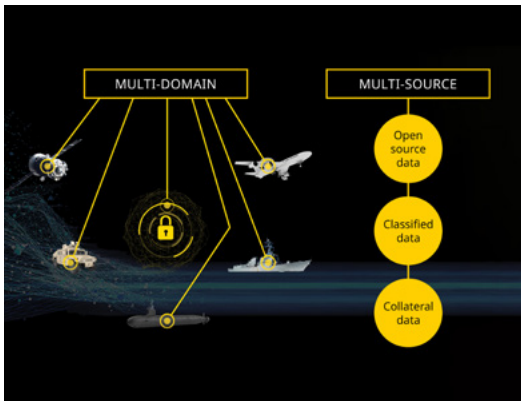 MULTI-DOMAIN
MULTI-SOURCE
Open
source
data
Classified
data
Collateral
data